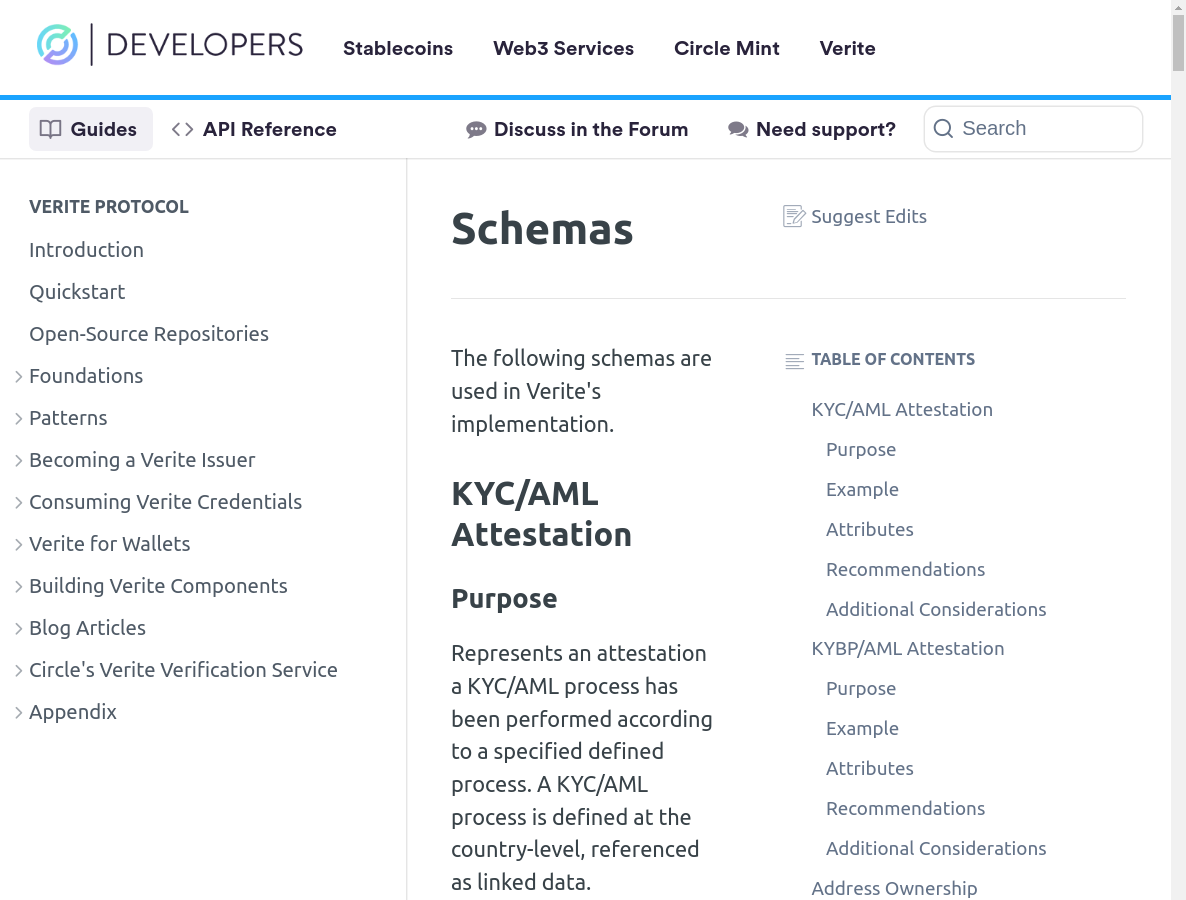 DEVELOPERS
Stablecoins
Web3 Services
Circle Mint
Verite
Guides
API Reference
Discuss in the Forum
Need support?
Search
VERITE PROTOCOL
Introduction
Quickstart
Open-Source Repositories
Foundations
Patterns
Becoming a Verite Issuer
Consuming Verite Credentials
Verite for Wallets
Building Verite Components
Blog Articles
Circle's Verite Verification Service
Appendix
Schemas
Suggest Edits
The following schemas are
used in Verite's
implementation.
KYC/AML
Attestation
Purpose
Represents an attestation
a KYC/AML process has
been performed according
to a specified defined
process. A KYC/AML
process is defined at the
country-level, referenced
as linked data.
TABLE OF CONTENTS
KYC/AML Attestation
Purpose
Example
Attributes
Recommendations
Additional Considerations
KYBP/AML Attestation
Purpose
Example
Attributes
Recommendations
Additional Considerations
Address Ownership